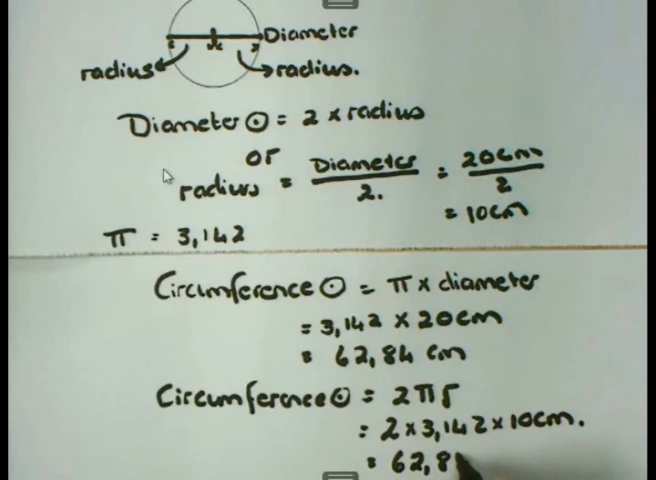 Diameter
radius
radius.
Diameter ⊙ = 2 x radius
or
radius = Diameter / 2. = 20cm / 2
= 10cm
π = 3,142
Circumference ⊙ = π x diameter
= 3,142 x 20cm
= 62,84 cm
Circumference ⊙ = 2πr
= 2 x 3,142 x 10cm.
= 62,8